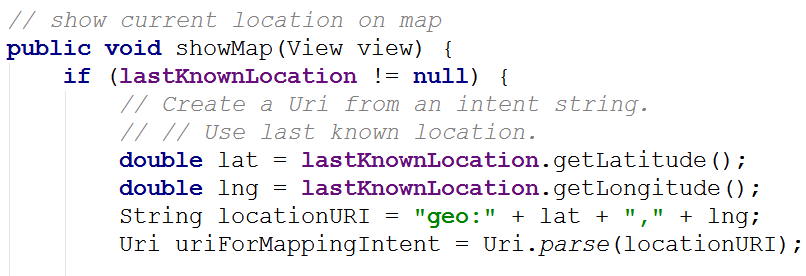 // show current location on map
public void showMap(View view) {
if (lastKnownLocation != null) {
// Create a Uri from an intent string.
// // Use last known location.
double lat = lastKnownLocation.getLatitude();
double lng = lastKnownLocation.getLongitude();
String locationURI = "geo:" + lat + "," + lng;
Uri uriForMappingIntent = Uri.parse(locationURI);